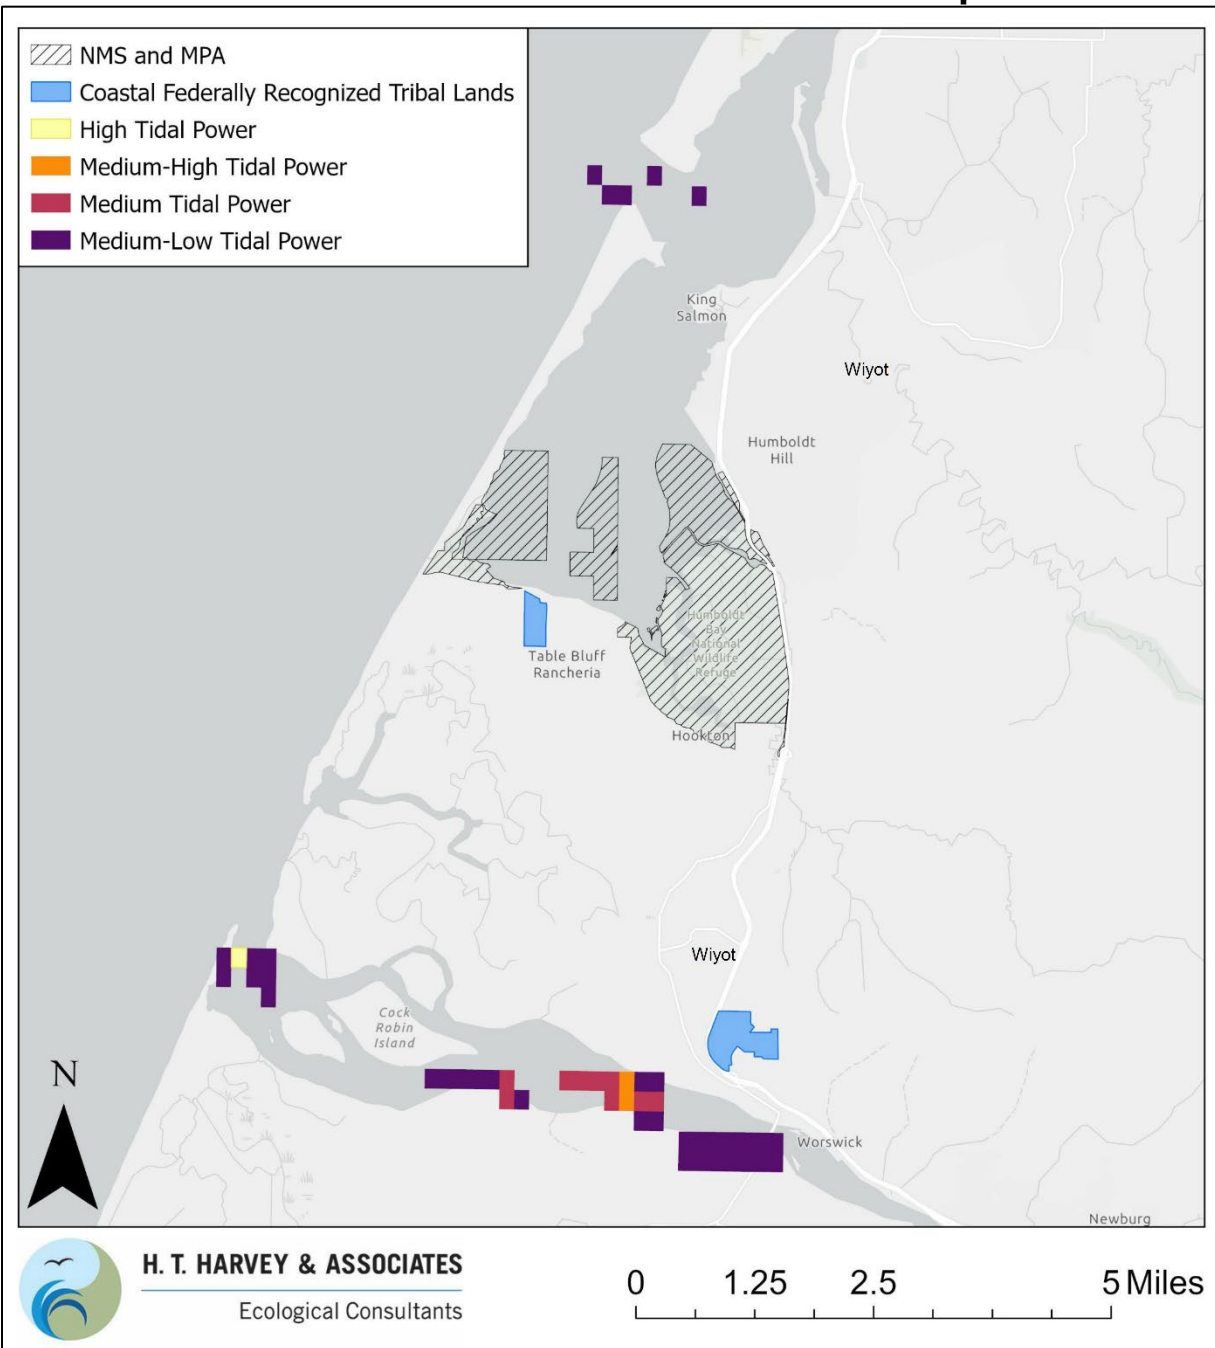 NMS and MPA
Coastal Federally Recognized Tribal Lands
High Tidal Power
Medium-High Tidal Power
Medium Tidal Power
Medium-Low Tidal Power
King
Salmon
Wiyot
Humboldt
Hill
Humboldt
Bay
National
Wildlife
Refuge
Table Bluff
Rancheria
Hookton
Wiyot
Cock
Robin
Island
N
Worswick
Newburg
H. T. HARVEY & ASSOCIATES
Ecological Consultants
0 1.25 2.5 5 Miles